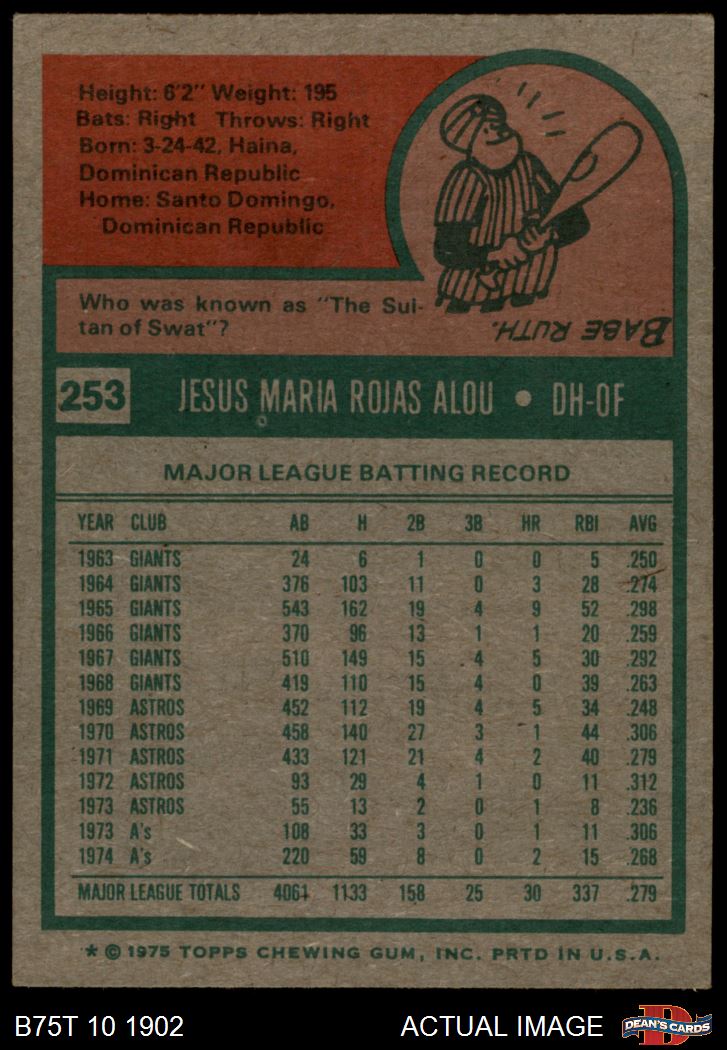 Height: 6'2" Weight: 195
Bats: Right Throws: Right
Born: 3-24-42, Haina,
Dominican Republic
Home: Santo Domingo,
Dominican Republic
Who was known as "The Sul-
tan of Swat"?
BABE RUTH.
253 JESUS MARIA ROJAS ALOU • DH-OF
MAJOR LEAGUE BATTING RECORD
YEAR CLUB AB H 2B 3B HR RBI AVG
1963 GIANTS 24 6 1 0 0 5 .250
1964 GIANTS 376 103 11 0 3 28 .274
1965 GIANTS 543 162 19 4 9 52 .298
1966 GIANTS 370 96 13 1 1 20 .259
1967 GIANTS 510 149 15 4 5 30 .292
1968 GIANTS 419 110 15 4 0 39 .263
1969 ASTROS 452 112 19 4 5 34 .248
1970 ASTROS 458 140 27 3 1 44 .306
1971 ASTROS 433 121 21 4 2 40 .279
1972 ASTROS 93 29 4 1 0 11 .312
1973 ASTROS 55 13 2 0 1 8 .236
1973 A's 108 33 3 0 1 11 .306
1974 A's 220 59 8 0 2 15 .268
MAJOR LEAGUE TOTALS 4061 1133 158 25 30 337 .279
* © 1975 TOPPS CHEWING GUM, INC. PRTD IN U.S.A.
B75T 10 1902 ACTUAL IMAGE D DEAN'S CARDS